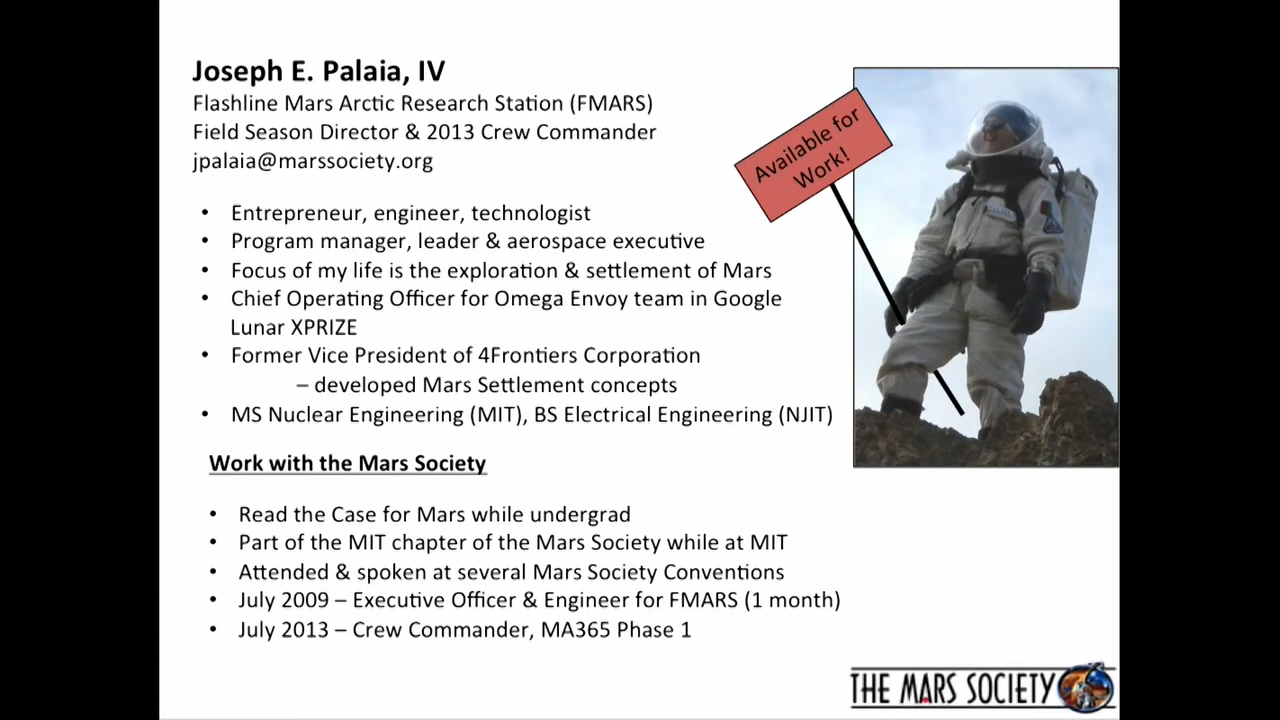 Joseph E. Palaia, IV
Flashline Mars Arctic Research Station (FMARS)
Field Season Director & 2013 Crew Commander
jpalaia@marssociety.org
• Entrepreneur, engineer, technologist
• Program manager, leader & aerospace executive
• Focus of my life is the exploration & settlement of Mars
• Chief Operating Officer for Omega Envoy team in Google
Lunar XPRIZE
• Former Vice President of 4Frontiers Corporation
– developed Mars Settlement concepts
• MS Nuclear Engineering (MIT), BS Electrical Engineering (NJIT)
Available for
Work!
Work with the Mars Society
• Read the Case for Mars while undergrad
• Part of the MIT chapter of the Mars Society while at MIT
• Attended & spoken at several Mars Society Conventions
• July 2009 – Executive Officer & Engineer for FMARS (1 month)
• July 2013 – Crew Commander, MA365 Phase 1
THE MARS SOCIETY